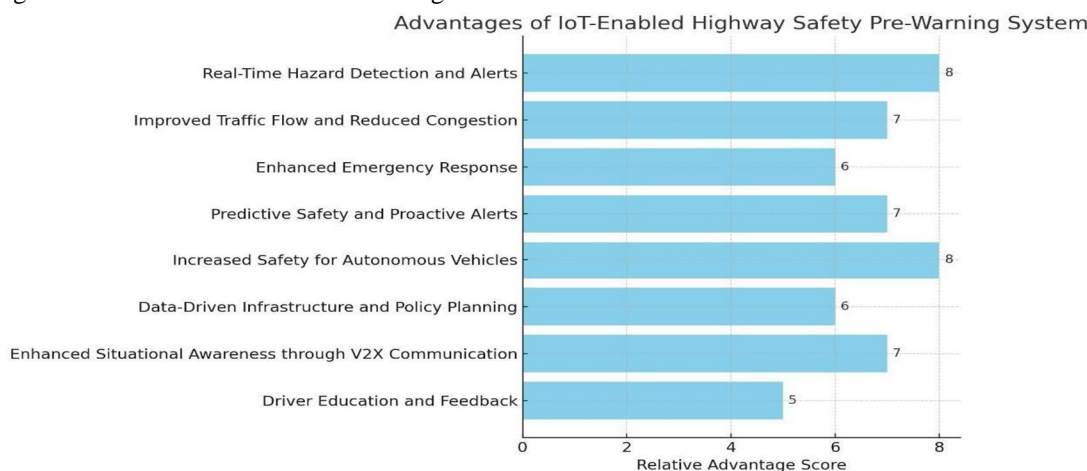 Advantages of IoT-Enabled Highway Safety Pre-Warning System
Real-Time Hazard Detection and Alerts 8
Improved Traffic Flow and Reduced Congestion 7
Enhanced Emergency Response 6
Predictive Safety and Proactive Alerts 7
Increased Safety for Autonomous Vehicles 8
Data-Driven Infrastructure and Policy Planning 6
Enhanced Situational Awareness through V2X Communication 7
Driver Education and Feedback 5
0 2 4 6 8
Relative Advantage Score